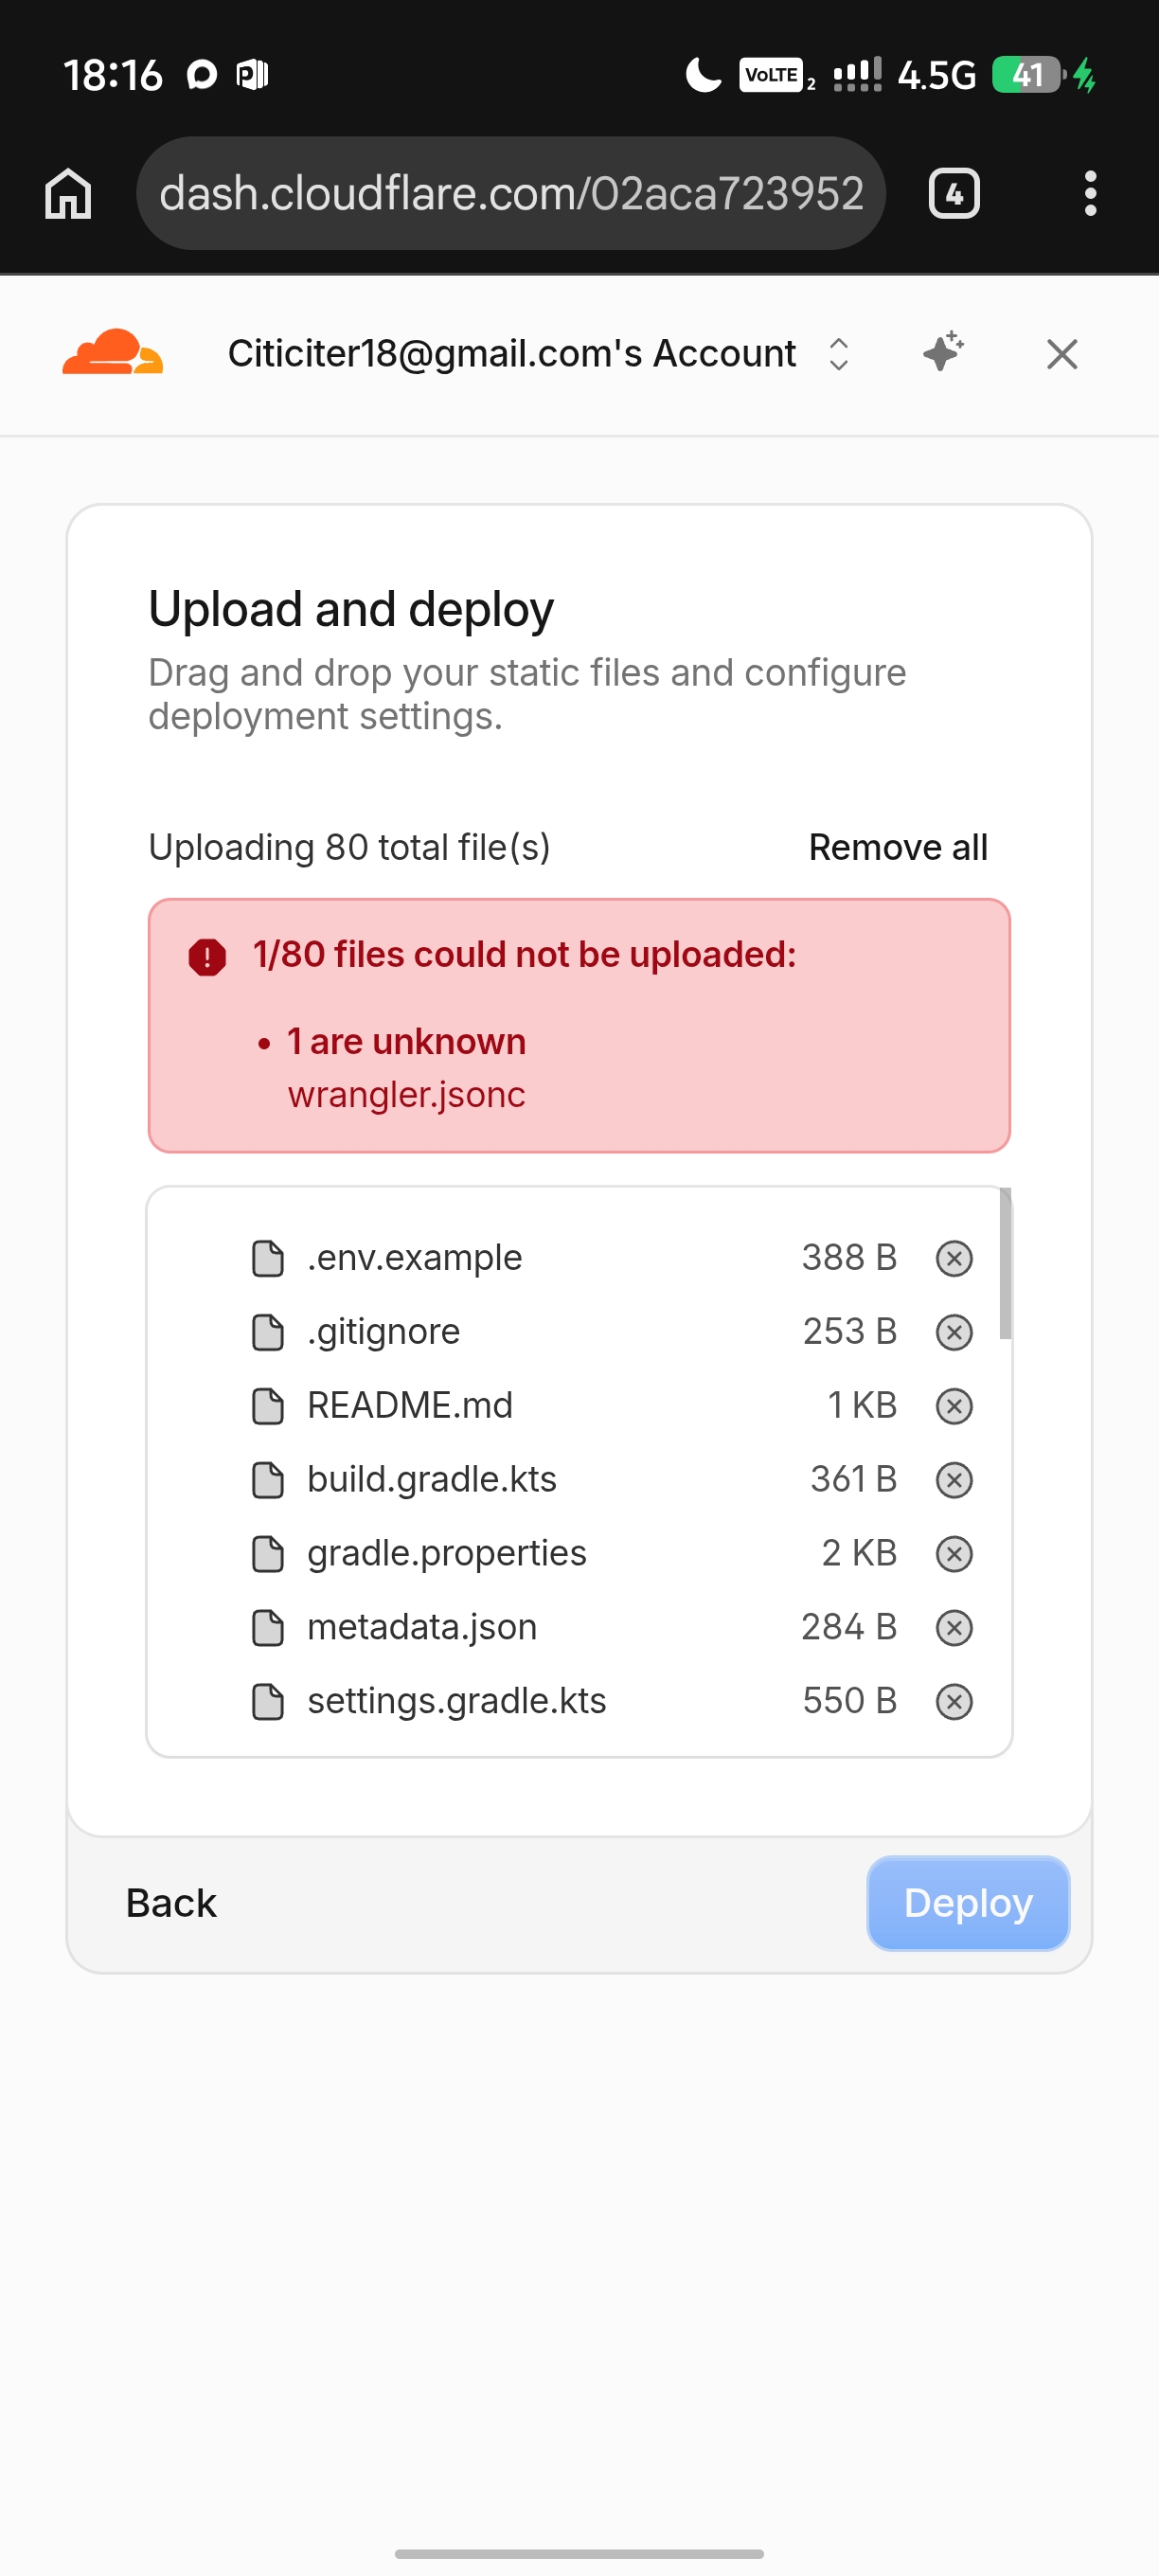 18:16
VoLTE 2 4.5G 41
dash.cloudflare.com/02aca723952
4
Citiciter18@gmail.com's Account
Upload and deploy
Drag and drop your static files and configure
deployment settings.
Uploading 80 total file(s) Remove all
1/80 files could not be uploaded:
• 1 are unknown
wrangler.jsonc
.env.example 388 B
.gitignore 253 B
README.md 1 KB
build.gradle.kts 361 B
gradle.properties 2 KB
metadata.json 284 B
settings.gradle.kts 550 B
Back Deploy